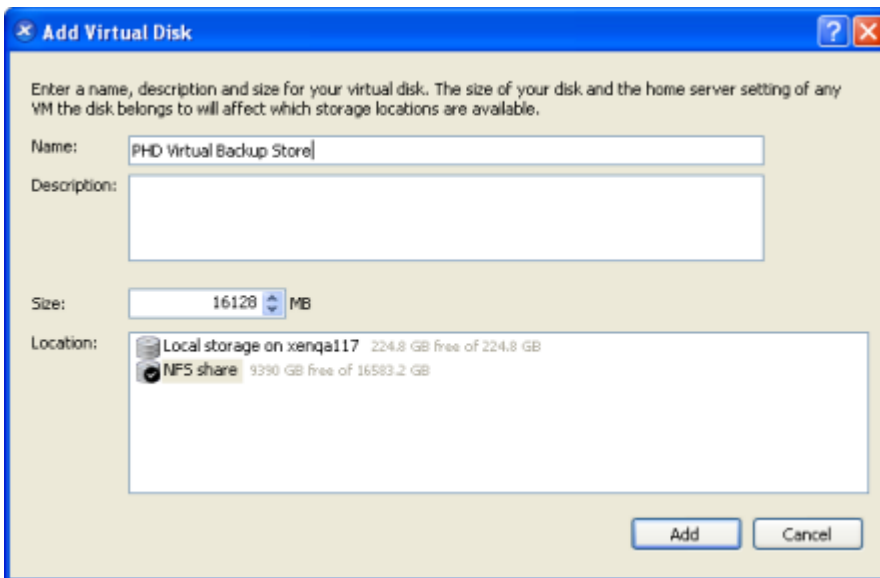 Add Virtual Disk
Enter a name, description and size for your virtual disk. The size of your disk and the home server setting of any
VM the disk belongs to will affect which storage locations are available.
Name: PHD Virtual Backup Store
Description:
Size: 16128 MB
Location: Local storage on xenqa117 224.8 GB free of 224.8 GB
NFS share 9390 GB free of 16583.2 GB
Add Cancel